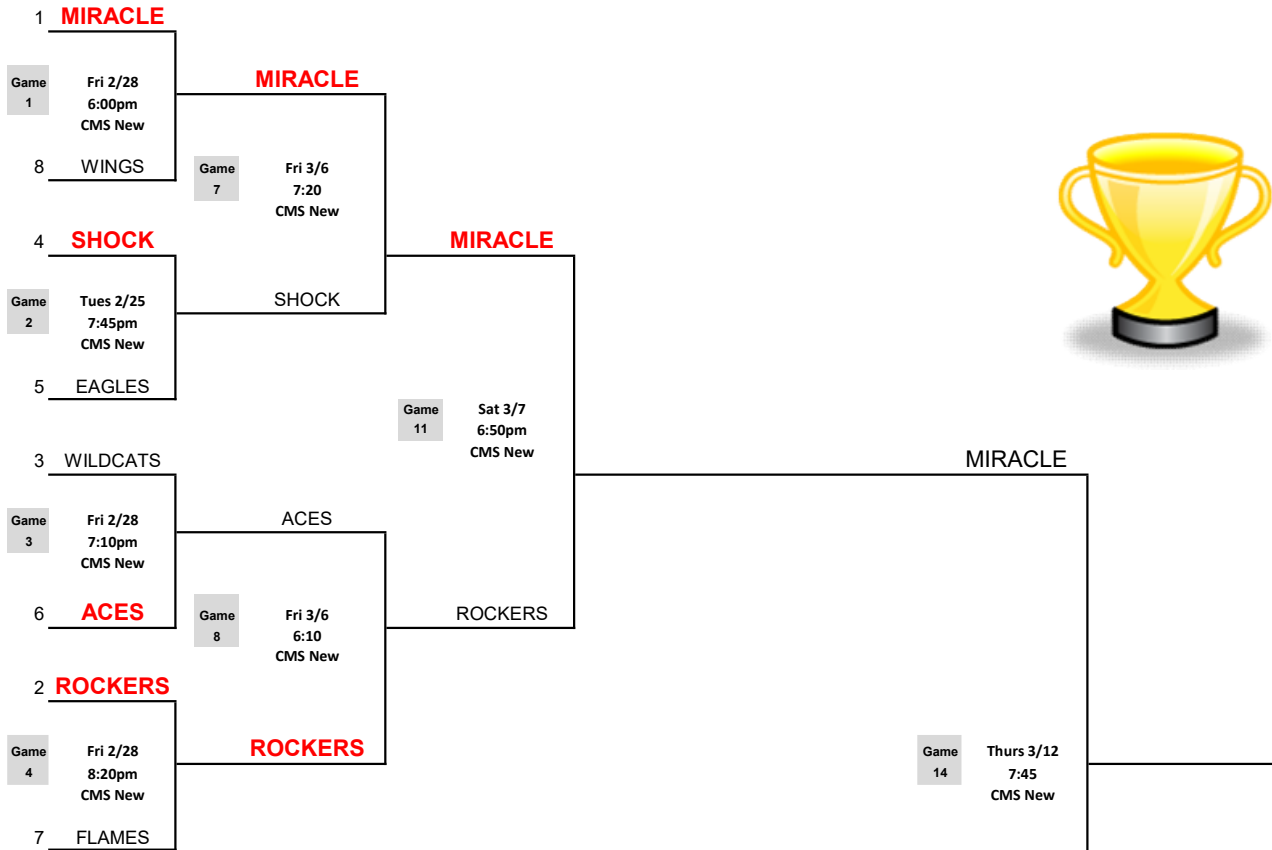 1 MIRACLE
Game Fri 2/28
1 6:00pm
CMS New
8 WINGS
MIRACLE
Game Fri 3/6
7 7:20
CMS New
4 SHOCK
Game Tues 2/25
2 7:45pm
CMS New
5 EAGLES
SHOCK
MIRACLE
Game Sat 3/7
11 6:50pm
CMS New
3 WILDCATS
Game Fri 2/28
3 7:10pm
CMS New
6 ACES
ACES
Game Fri 3/6
8 6:10
CMS New
ROCKERS
2 ROCKERS
Game Fri 2/28
4 8:20pm
CMS New
7 FLAMES
ROCKERS
MIRACLE
Game Thurs 3/12
14 7:45
CMS New